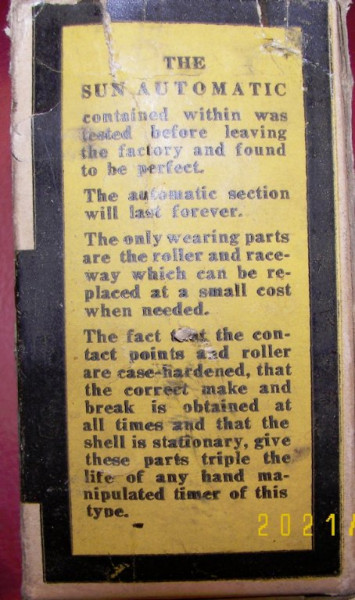 THE
SUN AUTOMATIC
contained within was
tested before leaving
the factory and found
to be perfect.
The automatic section
will last forever.
The only wearing parts
are the roller and race-
way which can be re-
placed at a small cost
when needed.
The fact that the con-
tact points and roller
are case-hardened, that
the correct make and
break is obtained at
all times and that the
shell is stationary, give
these parts triple the
life of any hand ma-
nipulated timer of this
type.
2021/